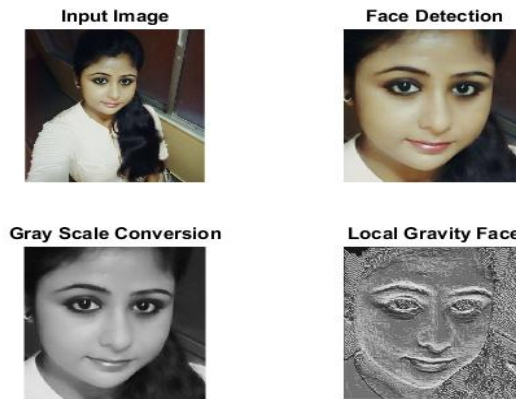 Input Image
Face Detection
Gray Scale Conversion
Local Gravity Face